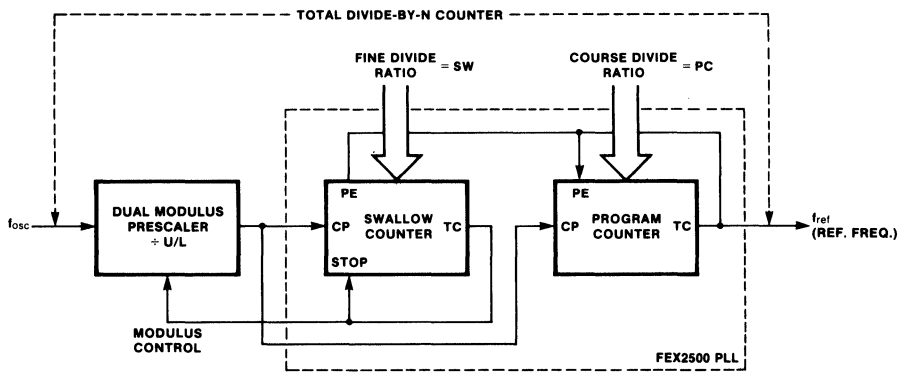 TOTAL DIVIDE-BY-N COUNTER
FINE DIVIDE
RATIO = SW
COURSE DIVIDE
RATIO = PC
DUAL MODULUS
PRESCALER
÷ U/L
PE
SWALLOW
COUNTER
CP
TC
STOP
PE
PROGRAM
COUNTER
CP
TC
fosc
fref
(REF. FREQ.)
MODULUS
CONTROL
FEX2500 PLL